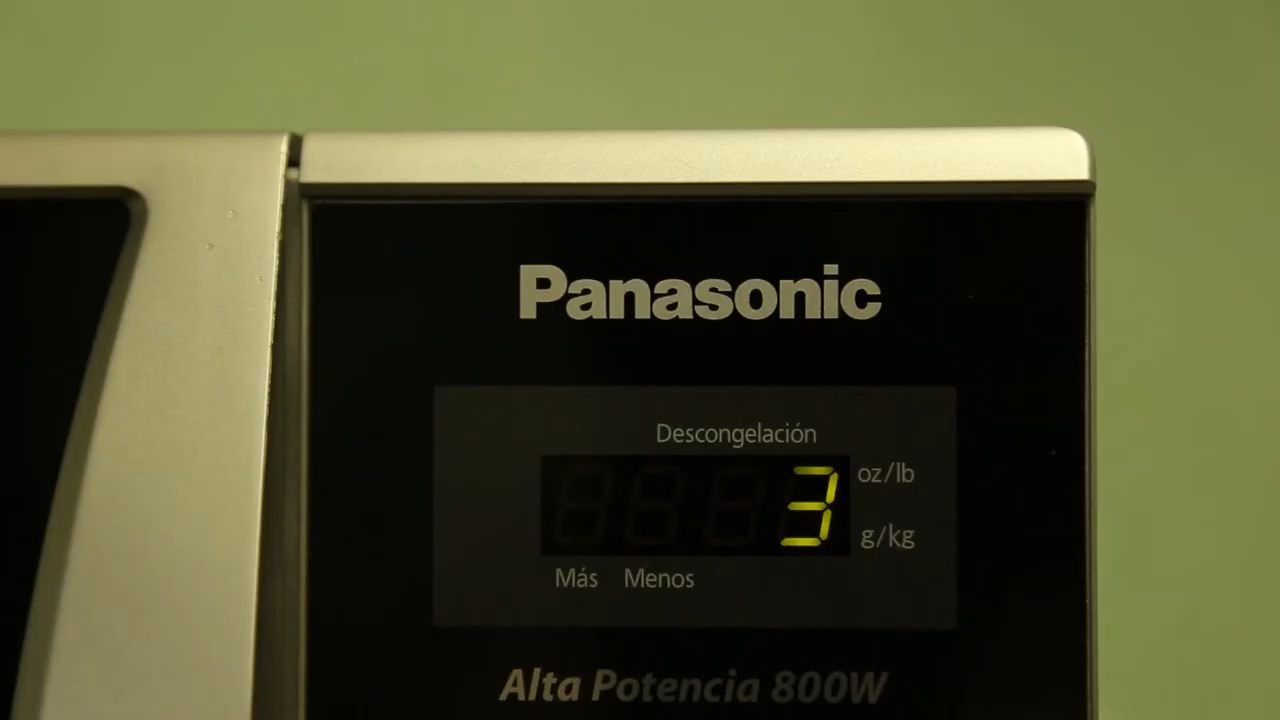 Panasonic
Descongelación
3
oz/lb
g/kg
Más Menos
Alta Potencia 800W